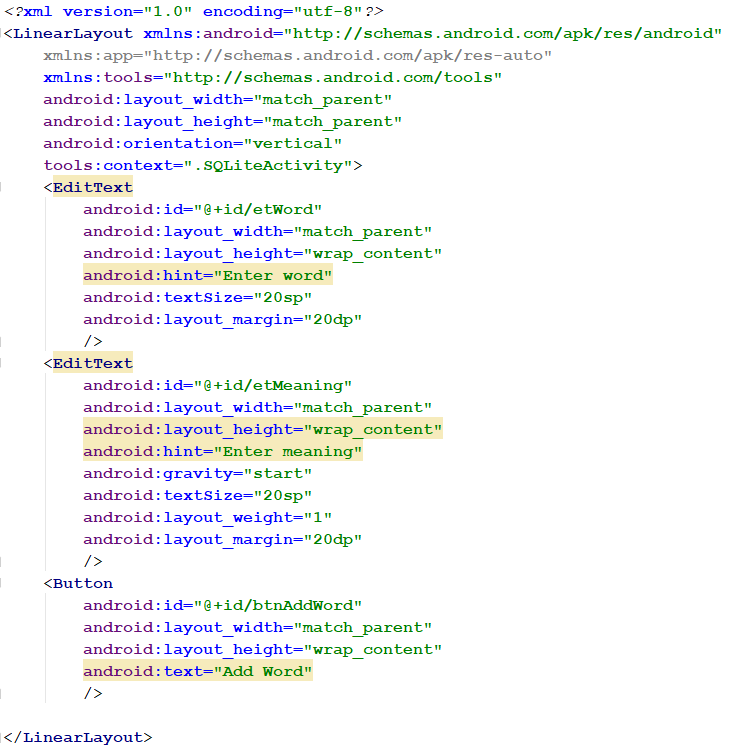 <?xml version="1.0" encoding="utf-8"?>
<LinearLayout xmlns:android="http://schemas.android.com/apk/res/android"
    xmlns:app="http://schemas.android.com/apk/res-auto"
    xmlns:tools="http://schemas.android.com/tools"
    android:layout_width="match_parent"
    android:layout_height="match_parent"
    android:orientation="vertical"
    tools:context=".SQLiteActivity">
    <EditText
        android:id="@+id/etWord"
        android:layout_width="match_parent"
        android:layout_height="wrap_content"
        android:hint="Enter word"
        android:textSize="20sp"
        android:layout_margin="20dp"
        />
    <EditText
        android:id="@+id/etMeaning"
        android:layout_width="match_parent"
        android:layout_height="wrap_content"
        android:hint="Enter meaning"
        android:gravity="start"
        android:textSize="20sp"
        android:layout_weight="1"
        android:layout_margin="20dp"
        />
    <Button
        android:id="@+id/btnAddWord"
        android:layout_width="match_parent"
        android:layout_height="wrap_content"
        android:text="Add Word"
        />
</LinearLayout>